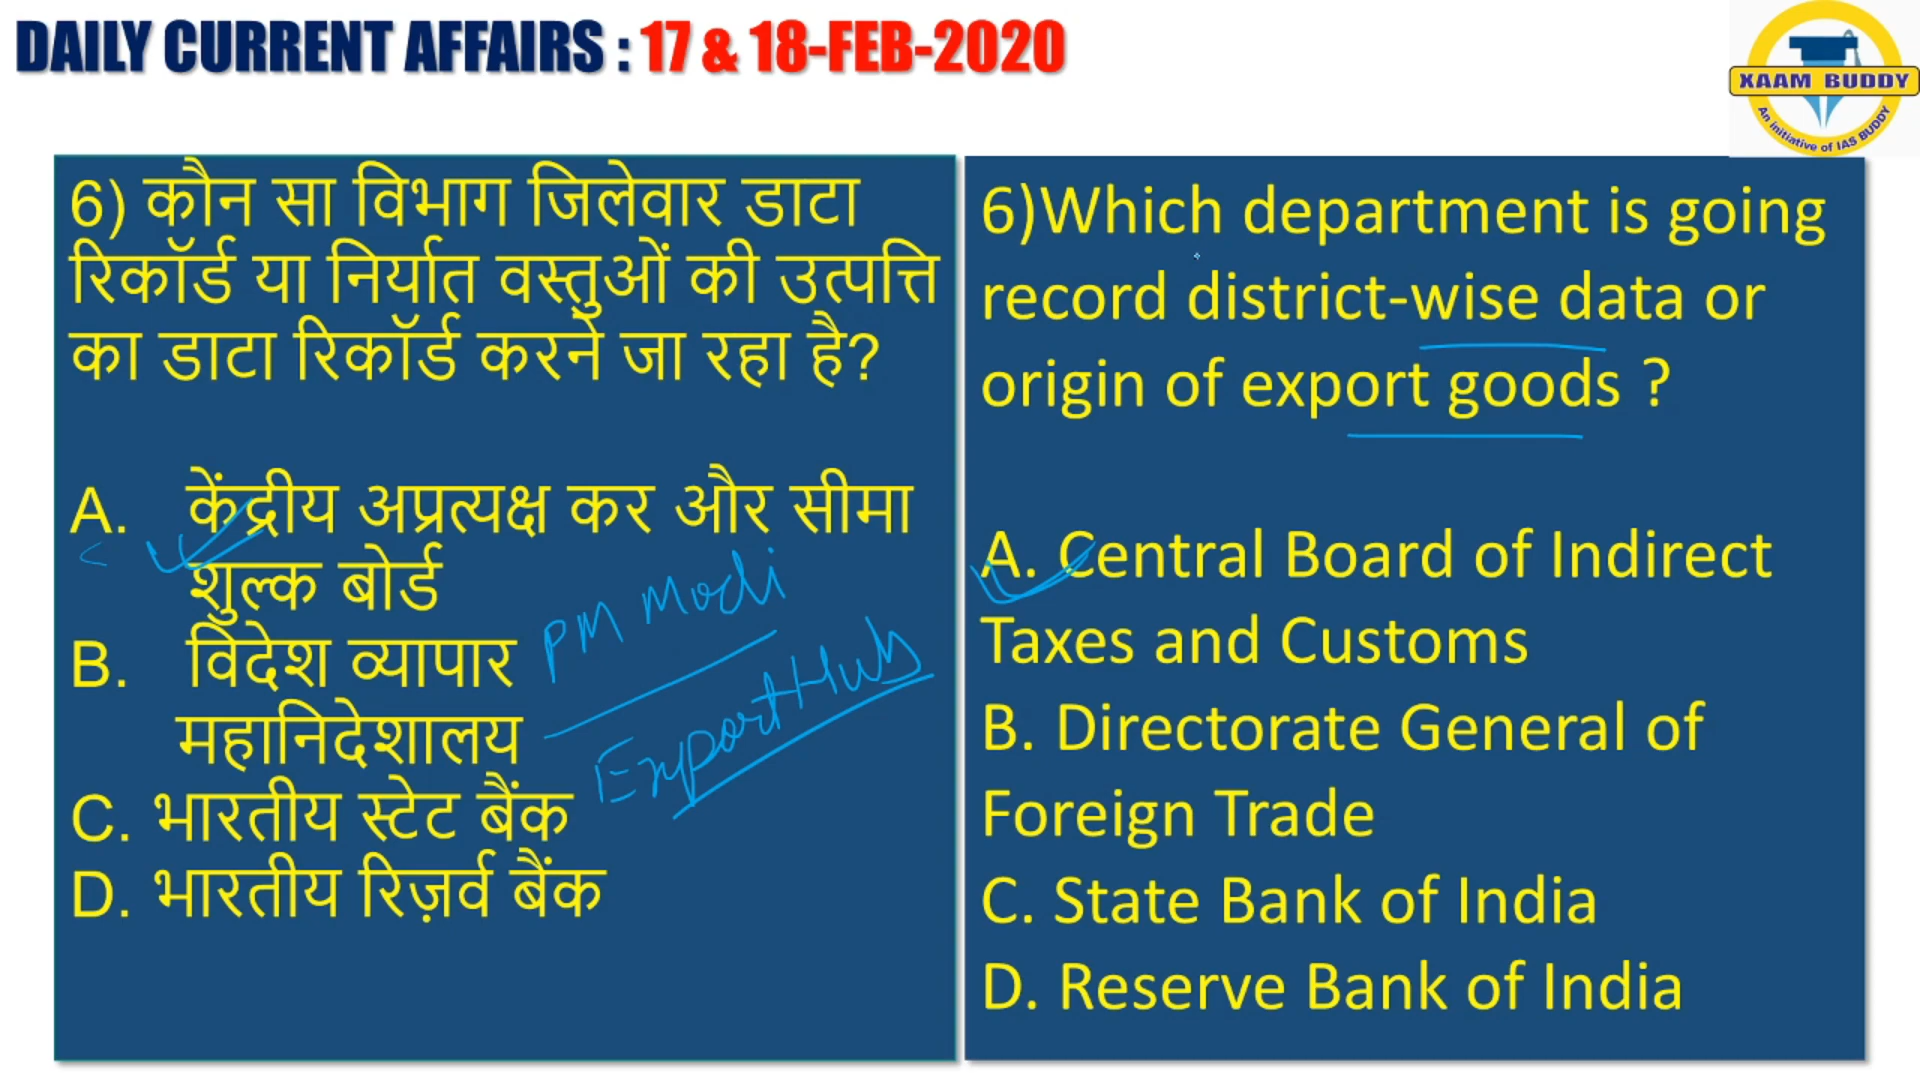 DAILY CURRENT AFFAIRS : 17 & 18-FEB-2020
XAAM BUDDY
An initiative of IAS BUDDY
6) कौन सा विभाग जिलेवार डाटा
रिकॉर्ड या निर्यात वस्तुओं की उत्पत्ति
का डाटा रिकॉर्ड करने जा रहा है?
A. केंद्रीय अप्रत्यक्ष कर और सीमा
शुल्क बोर्ड
B. विदेश व्यापार
महानिदेशालय
C. भारतीय स्टेट बैंक
D. भारतीय रिज़र्व बैंक
PM Modi
Export Hub
6)Which department is going
record district-wise data or
origin of export goods ?
A. Central Board of Indirect
Taxes and Customs
B. Directorate General of
Foreign Trade
C. State Bank of India
D. Reserve Bank of India